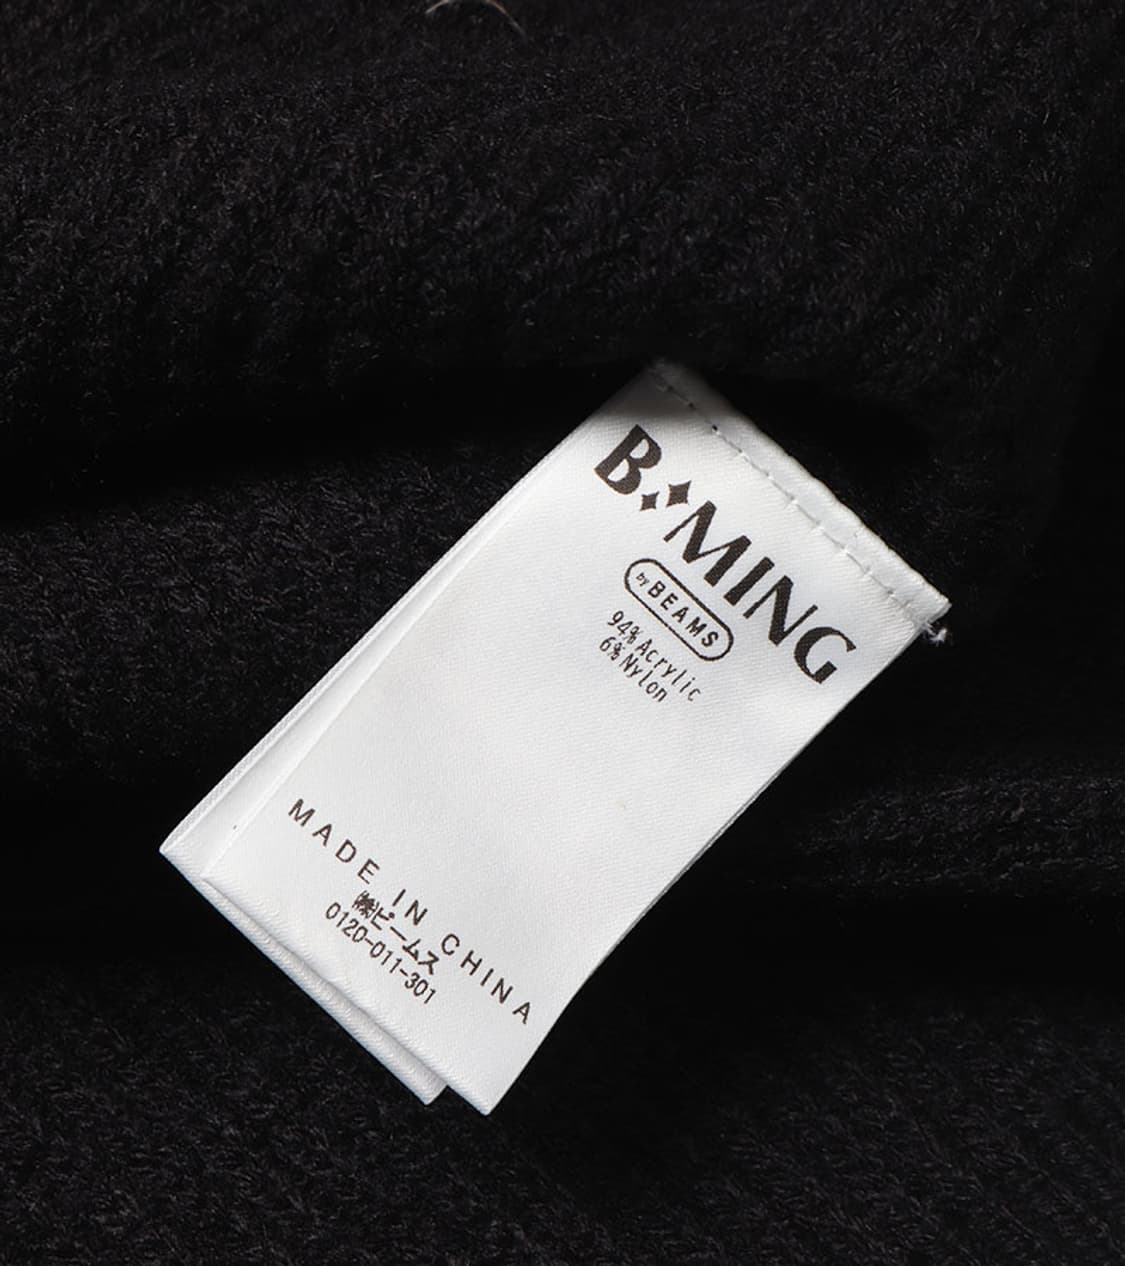 B:MING
by BEAMS
94% Acrylic
6% Nylon
MADE IN CHINA
㈱ビームス
0120-011-301